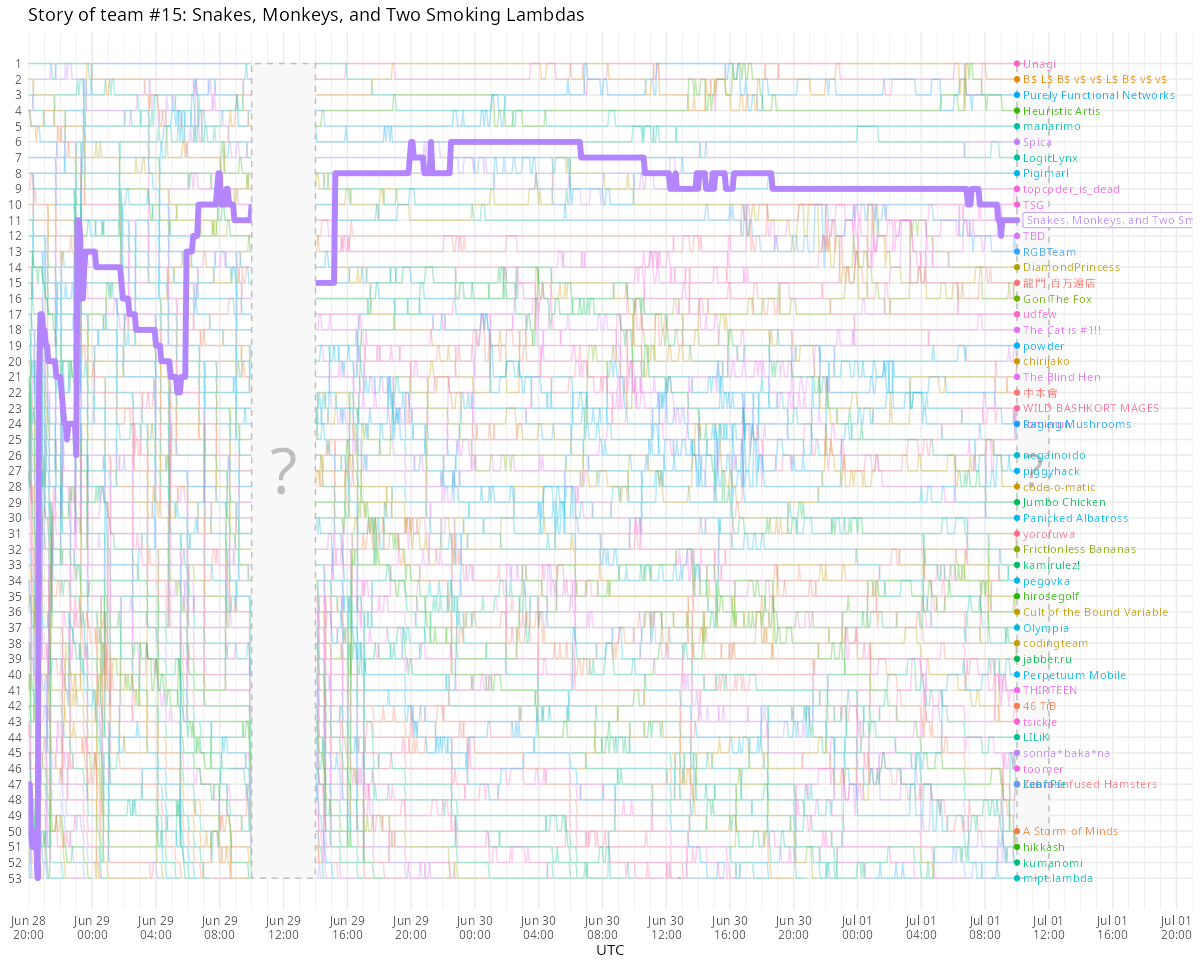 Story of team #15: Snakes, Monkeys, and Two Smoking Lambdas
1 Unagi
2 B$ L$ B$ v$ v$ L$ B$ v$ v$
3 Purely Functional Networks
4 Heuristic Artis
5 manarimo
6 Spica
7 LogicLynx
8 Pigimarl
9 topcoder_is_dead
10 TSG
11 Snakes, Monkeys, and Two Sm
12 TBD
13 RGBTeam
14 DiamondPrincess
15 龍門 百万遍店
16 Gon The Fox
17 udfew
18 The Cat is #1!!
19 powder
20 chirijako
21 The Blind Hen
22 中本會
23 WILD BASHKORT MAGES
24 Mushrooms
25
26 negainoido
27 piggyhack
28 code-o-matic
29 Jumbo Chicken
30 Panicked Albatross
31 yorofuwa
32 Frictionless Bananas
33 kamirulez!
34 pegovka
35 hirosegolf
36 Cult of the Bound Variable
37 Olympia
38 codingteam
39 jabber.ru
40 Perpetuum Mobile
41 THIRTEEN
42 46 TiB
43 tsickle
44 LILiK
45 sonna*baka*na
46 toomer
47 Hamsters
48
49
50 A Storm of Minds
51 hikkash
52 kumanomi
53 mipt.lambda
?
?
Jun 28 Jun 29 Jun 29 Jun 29 Jun 29 Jun 29 Jun 29 Jun 30 Jun 30 Jun 30 Jun 30 Jun 30 Jun 30 Jul 01 Jul 01 Jul 01 Jul 01 Jul 01 Jul 01
20:00 00:00 04:00 08:00 12:00 16:00 20:00 00:00 04:00 08:00 12:00 16:00 20:00 00:00 04:00 08:00 12:00 16:00 20:00
UTC